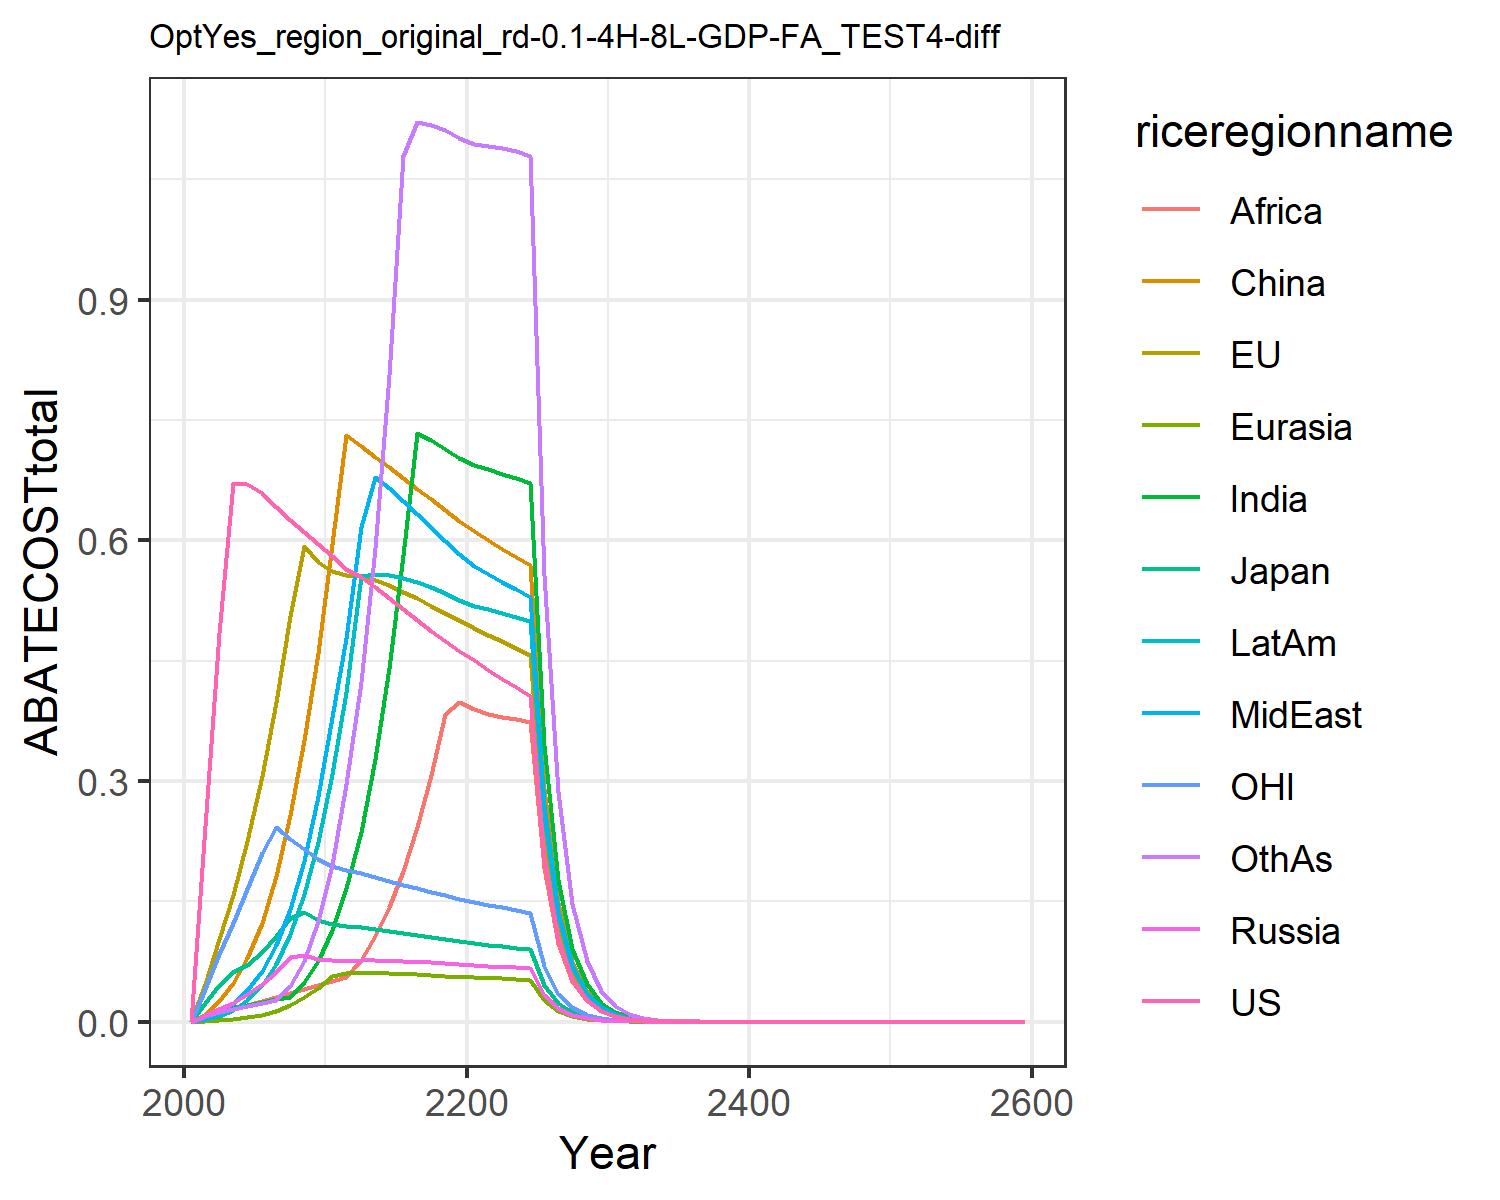 OptYes_region_original_rd-0.1-4H-8L-GDP-FA_TEST4-diff
ABATECOSTtotal
0.9
0.6
0.3
0.0
2000
2200
2400
2600
Year
riceregionname
Africa
China
EU
Eurasia
India
Japan
LatAm
MidEast
OHI
OthAs
Russia
US